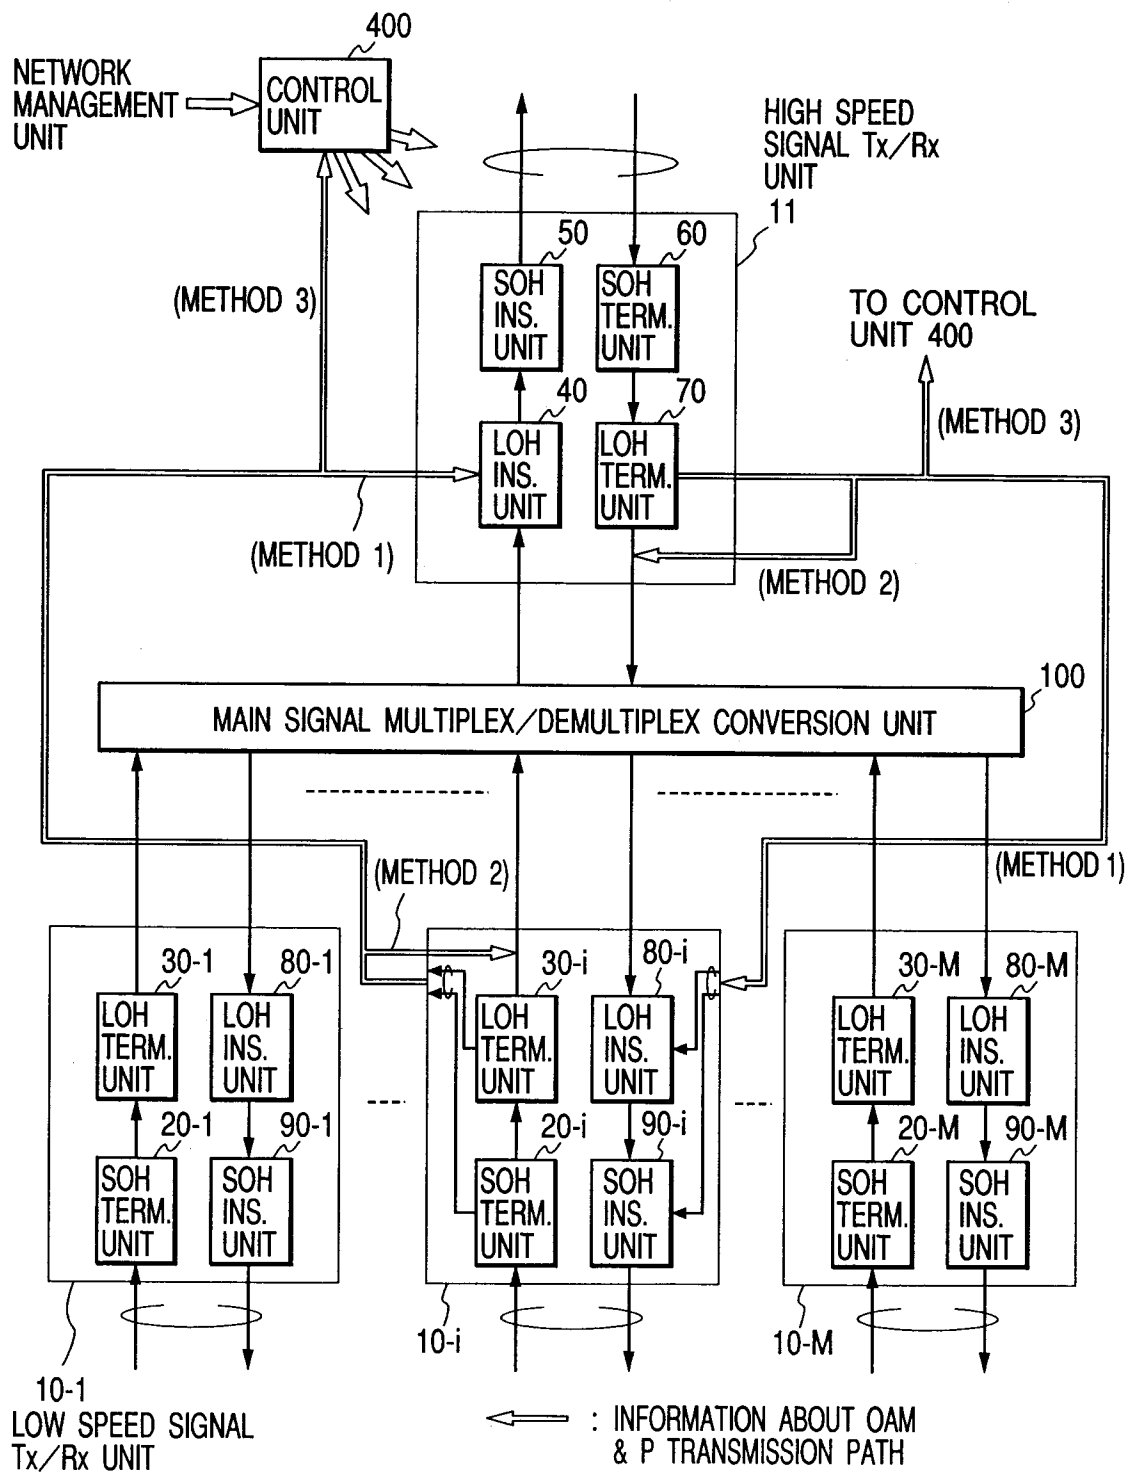 400
NETWORK
MANAGEMENT
UNIT
CONTROL
UNIT
HIGH SPEED
SIGNAL Tx/Rx
UNIT
11
50
60
SOH
INS.
UNIT
SOH
TERM.
UNIT
(METHOD 3)
TO CONTROL
UNIT 400
40
70
LOH
INS.
UNIT
LOH
TERM.
UNIT
(METHOD 3)
(METHOD 1)
(METHOD 2)
100
MAIN SIGNAL MULTIPLEX/DEMULTIPLEX CONVERSION UNIT
(METHOD 2)
(METHOD 1)
30-1
80-1
LOH
TERM.
UNIT
LOH
INS.
UNIT
20-1
90-1
SOH
TERM.
UNIT
SOH
INS.
UNIT
30-i
80-i
LOH
TERM.
UNIT
LOH
INS.
UNIT
20-i
90-i
SOH
TERM.
UNIT
SOH
INS.
UNIT
30-M
80-M
LOH
TERM.
UNIT
LOH
INS.
UNIT
20-M
90-M
SOH
TERM.
UNIT
SOH
INS.
UNIT
10-1
LOW SPEED SIGNAL
Tx/Rx UNIT
10-i
10-M
: INFORMATION ABOUT OAM
& P TRANSMISSION PATH